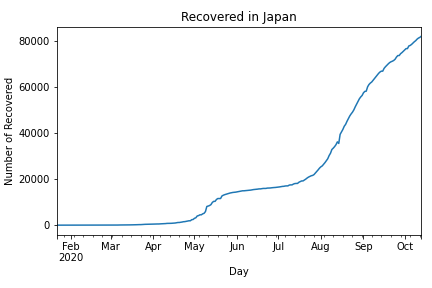 Recovered in Japan
Number of Recovered
80000
60000
40000
20000
0
Feb Mar Apr May Jun Jul Aug Sep Oct
2020
Day